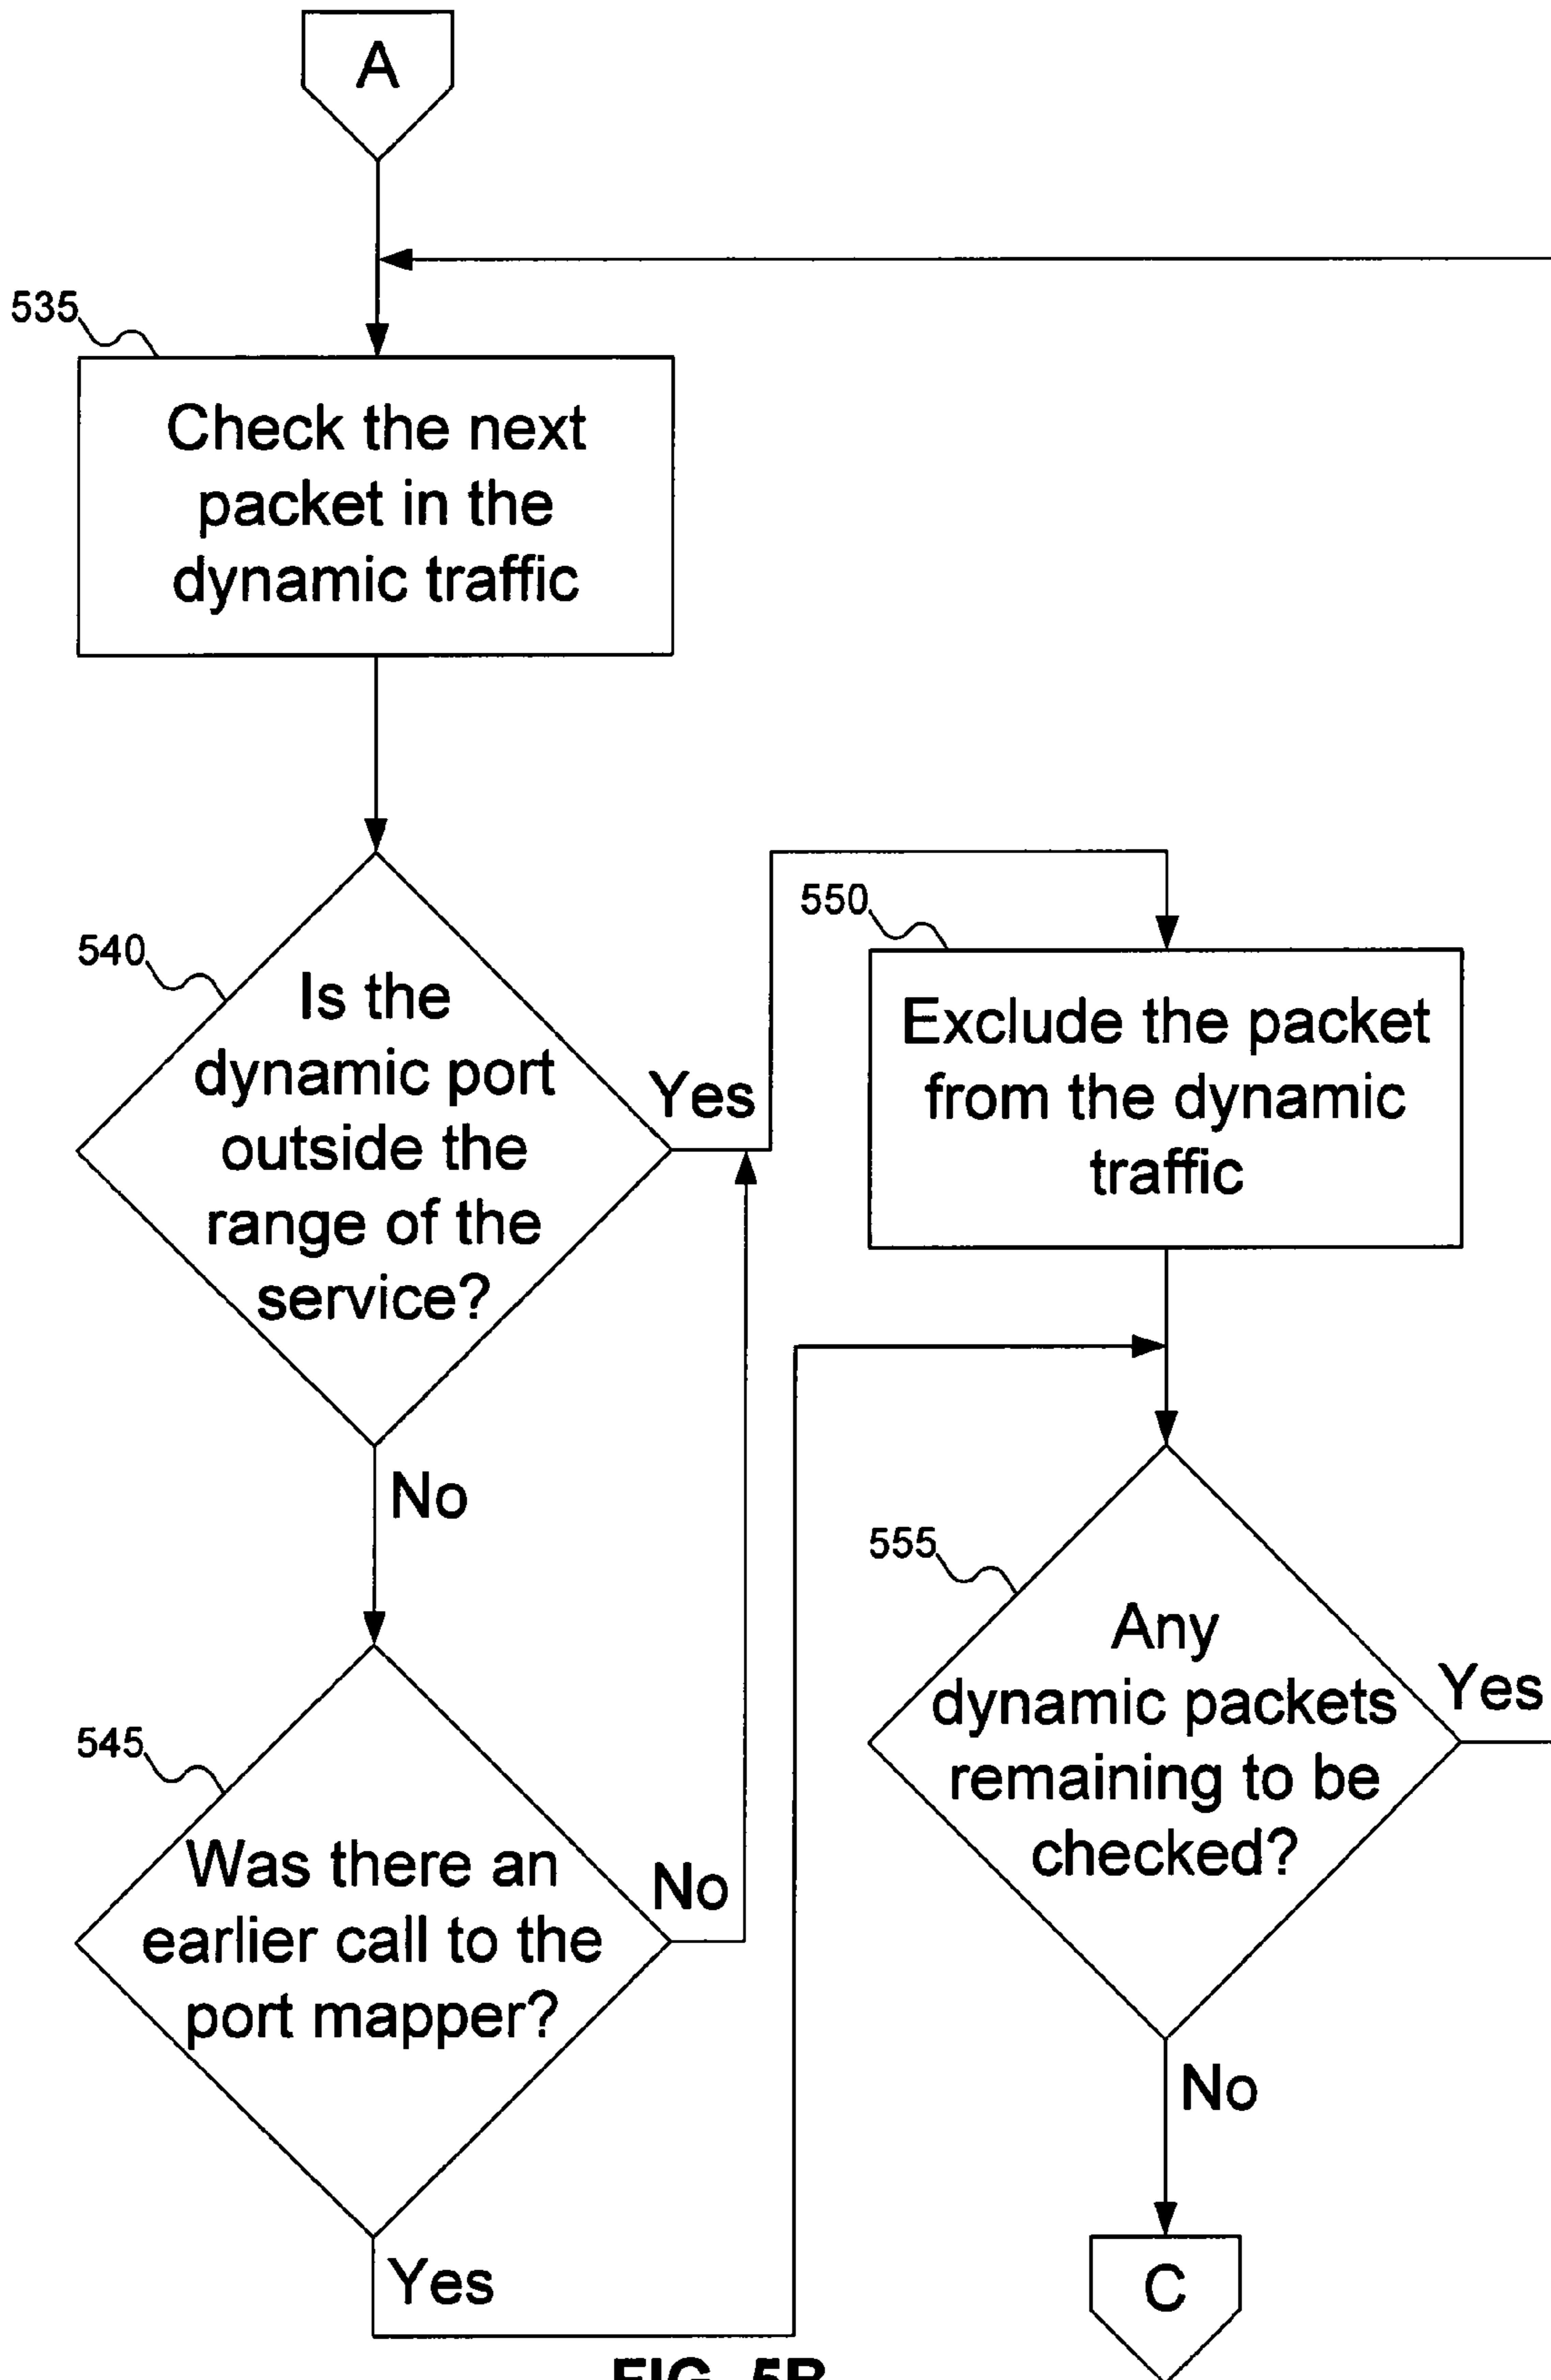 A
535
Check the next
packet in the
dynamic traffic
540
Is the
dynamic port
outside the
range of the
service?
Yes
No
550
Exclude the packet
from the dynamic
traffic
545
Was there an
earlier call to the
port mapper?
No
Yes
555
Any
dynamic packets
remaining to be
checked?
Yes
No
C
FIG. 5B